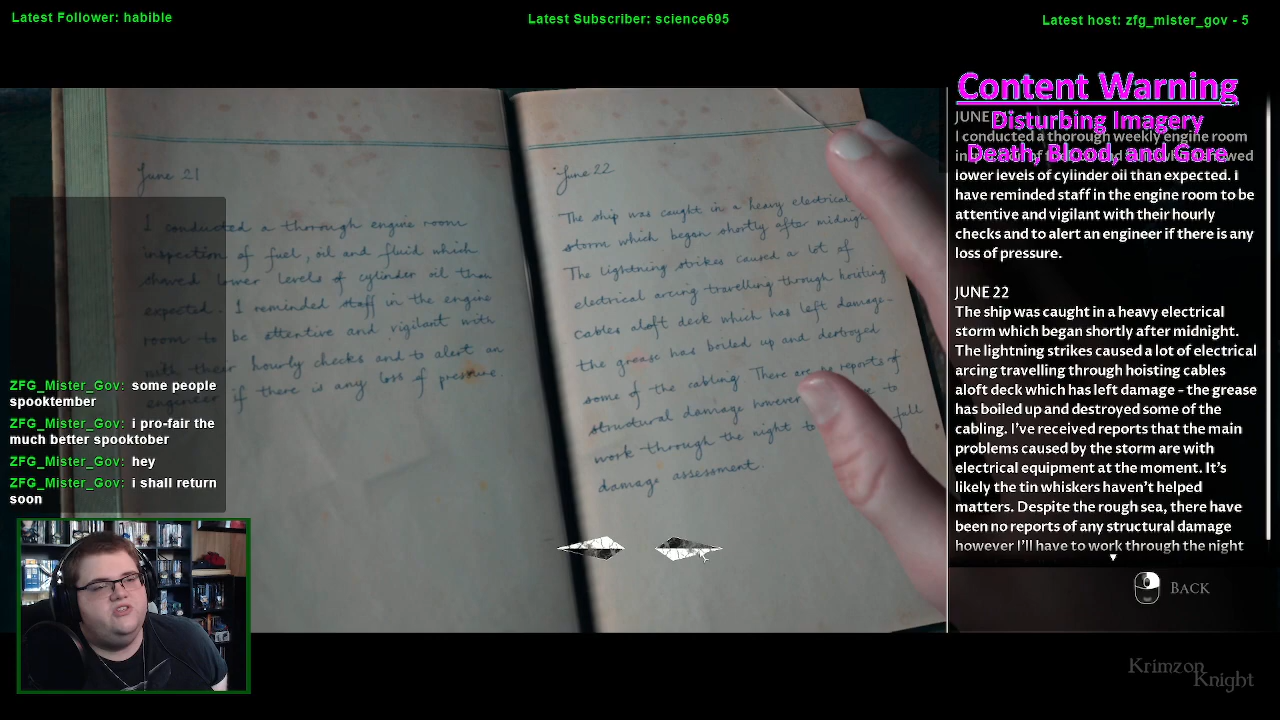 Latest Follower: habible
Latest Subscriber: science695
Latest host: zfg_mister_gov - 5
Content Warning
Disturbing Imagery
Death, Blood, and Gore
June 21
I conducted a thorough engine room
inspection of fuel, oil and fluid which
showed lower levels of cylinder oil than
expected. I reminded staff in the engine
room to be attentive and vigilant with
with their hourly checks and to alert an
engineer if there is any loss of pressure.
June 22
The ship was caught in a heavy electrical
storm which began shortly after midnight
The lightning strikes caused a lot of
electrical arcing travelling through hoisting
cables aloft deck which has left damage-
the grease has boiled up and destroyed
some of the cabling. There are no reports of
structural damage however to
work through the night to full
damage assessment.
JUNE
I conducted a thorough weekly engine room
lower levels of cylinder oil than expected. I
have reminded staff in the engine room to be
attentive and vigilant with their hourly
checks and to alert an engineer if there is any
loss of pressure.
JUNE 22
The ship was caught in a heavy electrical
storm which began shortly after midnight.
The lightning strikes caused a lot of electrical
arcing travelling through hoisting cables
aloft deck which has left damage - the grease
has boiled up and destroyed some of the
cabling. I've received reports that the main
problems caused by the storm are with
electrical equipment at the moment. It's
likely the tin whiskers haven't helped
matters. Despite the rough sea, there have
been no reports of any structural damage
however I'll have to work through the night
BACK
ZFG_Mister_Gov: some people
spooktember
ZFG_Mister_Gov: i pro-fair the
much better spooktober
ZFG_Mister_Gov: hey
ZFG_Mister_Gov: i shall return
soon
Krimzon
Knight